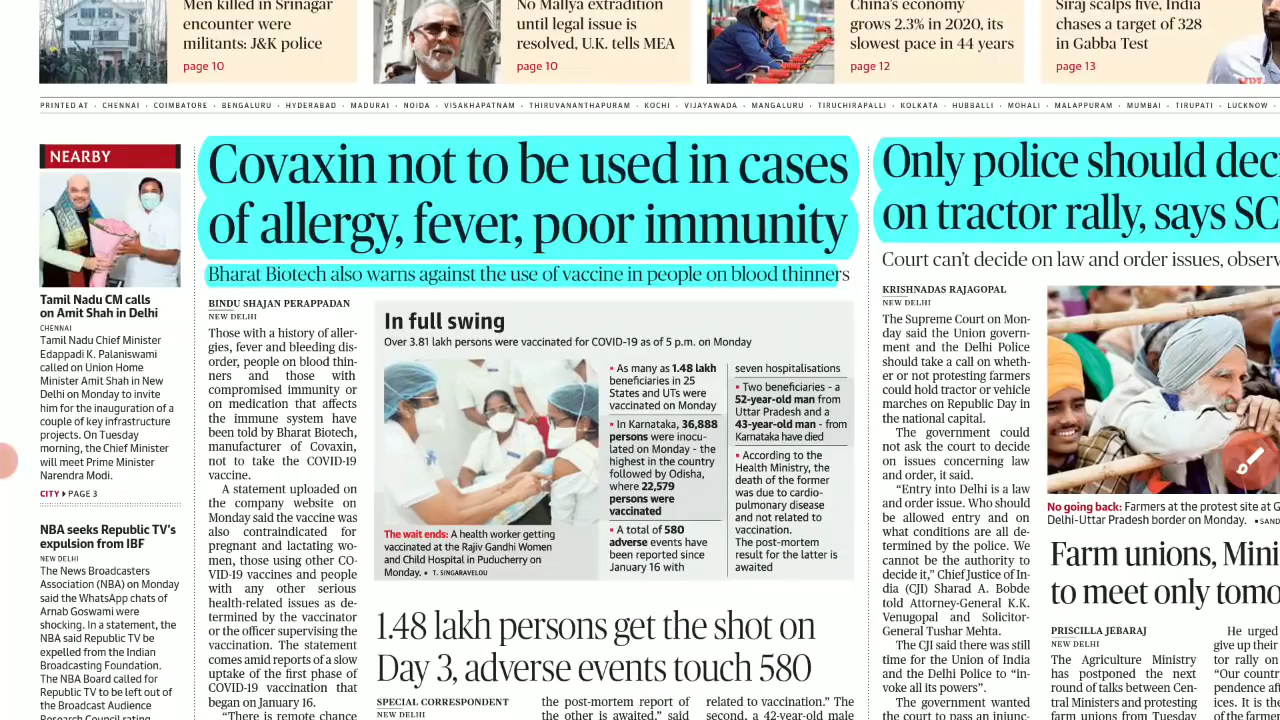 Men killed in Srinagar
encounter were
militants: J&K police
page 10
No Mallya extradition
until legal issue is
resolved, U.K. tells MEA
page 10
China's economy
grows 2.3% in 2020, its
slowest pace in 44 years
page 12
Siraj scalps five, India
chases a target of 328
in Gabba Test
page 13
PRINTED AT · CHENNAI · COIMBATORE · BENGALURU · HYDERABAD · MADURAI · NOIDA · VISAKHAPATNAM · THIRUVANANTHAPURAM · KOCHI · VIJAYAWADA · MANGALURU · TIRUCHIRAPALLI · KOLKATA · HUBBALLI · MOHALI · MALAPPURAM · MUMBAI · TIRUPATI · LUCKNOW ·
NEARBY
Tamil Nadu CM calls
on Amit Shah in Delhi
CHENNAI
Tamil Nadu Chief Minister
Edappadi K. Palaniswami
called on Union Home
Minister Amit Shah in New
Delhi on Monday to invite
him for the inauguration of a
couple of key infrastructure
projects. On Tuesday
morning, the Chief Minister
will meet Prime Minister
Narendra Modi.
CITY PAGE 3
NBA seeks Republic TV's
expulsion from IBF
NEW DELHI
The News Broadcasters
Association (NBA) on Monday
said the WhatsApp chats of
Arnab Goswami were
shocking. In a statement, the
NBA said Republic TV be
expelled from the Indian
Broadcasting Foundation.
The NBA Board called for
Republic TV to be left out of
the Broadcast Audience
Research Council rating
Covaxin not to be used in cases
of allergy, fever, poor immunity
Bharat Biotech also warns against the use of vaccine in people on blood thinners
BINDU SHAJAN PERAPPADAN
NEW DELHI
Those with a history of aller-
gies, fever and bleeding dis-
order, people on blood thin-
ners and those with
compromised immunity or
on medication that affects
the immune system have
been told by Bharat Biotech,
manufacturer of Covaxin,
not to take the COVID-19
vaccine.
A statement uploaded on
the company website on
Monday said the vaccine was
also contraindicated for
pregnant and lactating wo-
men, those using other CO-
VID-19 vaccines and people
with any other serious
health-related issues as de-
termined by the vaccinator
or the officer supervising the
vaccination. The statement
comes amid reports of a slow
uptake of the first phase of
COVID-19 vaccination that
began on January 16.
"There is remote chance
In full swing
Over 3.81 lakh persons were vaccinated for COVID-19 as of 5 p.m. on Monday
The wait ends: A health worker getting
vaccinated at the Rajiv Gandhi Women
and Child Hospital in Puducherry on
Monday. ▪ T. SINGARAVELOU
▪ As many as 1.48 lakh
beneficiaries in 25
States and UTs were
vaccinated on Monday
▪ In Karnataka, 36,888
persons were inocu-
lated on Monday - the
highest in the country
followed by Odisha,
where 22,579
persons were
vaccinated
▪ A total of 580
adverse events have
been reported since
January 16 with
seven hospitalisations
▪ Two beneficiaries - a
52-year-old man from
Uttar Pradesh and a
43-year-old man - from
Karnataka have died
▪ According to the
Health Ministry, the
death of the former
was due to cardio-
pulmonary disease
and not related to
vaccination.
The post-mortem
result for the latter is
awaited
1.48 lakh persons get the shot on
Day 3, adverse events touch 580
SPECIAL CORRESPONDENT
NEW DELHI
the post-mortem report of
the other is awaited," said
related to vaccination." The
second, a 42-year-old male
Only police should deci
on tractor rally, says SC
Court can't decide on law and order issues, observ
KRISHNADAS RAJAGOPAL
NEW DELHI
The Supreme Court on Mon-
day said the Union govern-
ment and the Delhi Police
should take a call on wheth-
er or not protesting farmers
could hold tractor or vehicle
marches on Republic Day in
the national capital.
The government could
not ask the court to decide
on issues concerning law
and order, it said.
"Entry into Delhi is a law
and order issue. Who should
be allowed entry and on
what conditions are all de-
termined by the police. We
cannot be the authority to
decide it," Chief Justice of In-
dia (CJI) Sharad A. Bobde
told Attorney-General K.K.
Venugopal and Solicitor-
General Tushar Mehta.
The CJI said there was still
time for the Union of India
and the Delhi Police to "in-
voke all its powers".
The government wanted
the court to pass an injunc-
No going back: Farmers at the protest site at G
Delhi-Uttar Pradesh border on Monday. ▪ SAND
Farm unions, Mini
to meet only tomo
PRISCILLA JEBARAJ
NEW DELHI
The Agriculture Ministry
has postponed the next
round of talks between Cen-
tral Ministers and protesting
farm unions from Tuesday
He urged
give up their
tor rally on
"Our country
pendence aft
ices. It is the
of the farm